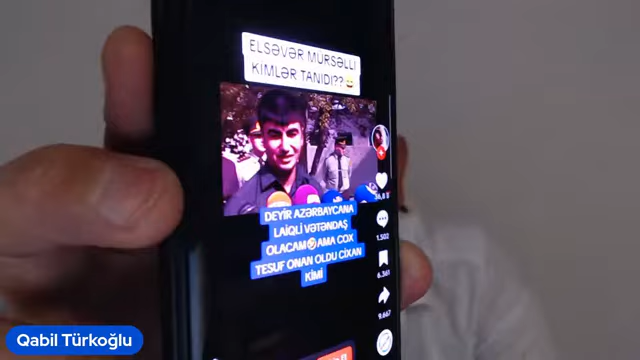 ELSƏVƏR MURSƏLLI
KİMLƏR TANIDI??😄
DEYİR AZƏRBAYCANA
LAİQLİ VƏTƏNDAŞ
OLACAM🤣AMA COX
TESUF ONAN OLDU CİXAN
KİMİ
1.502
6.361
9.667
Qabil Türkoğlu